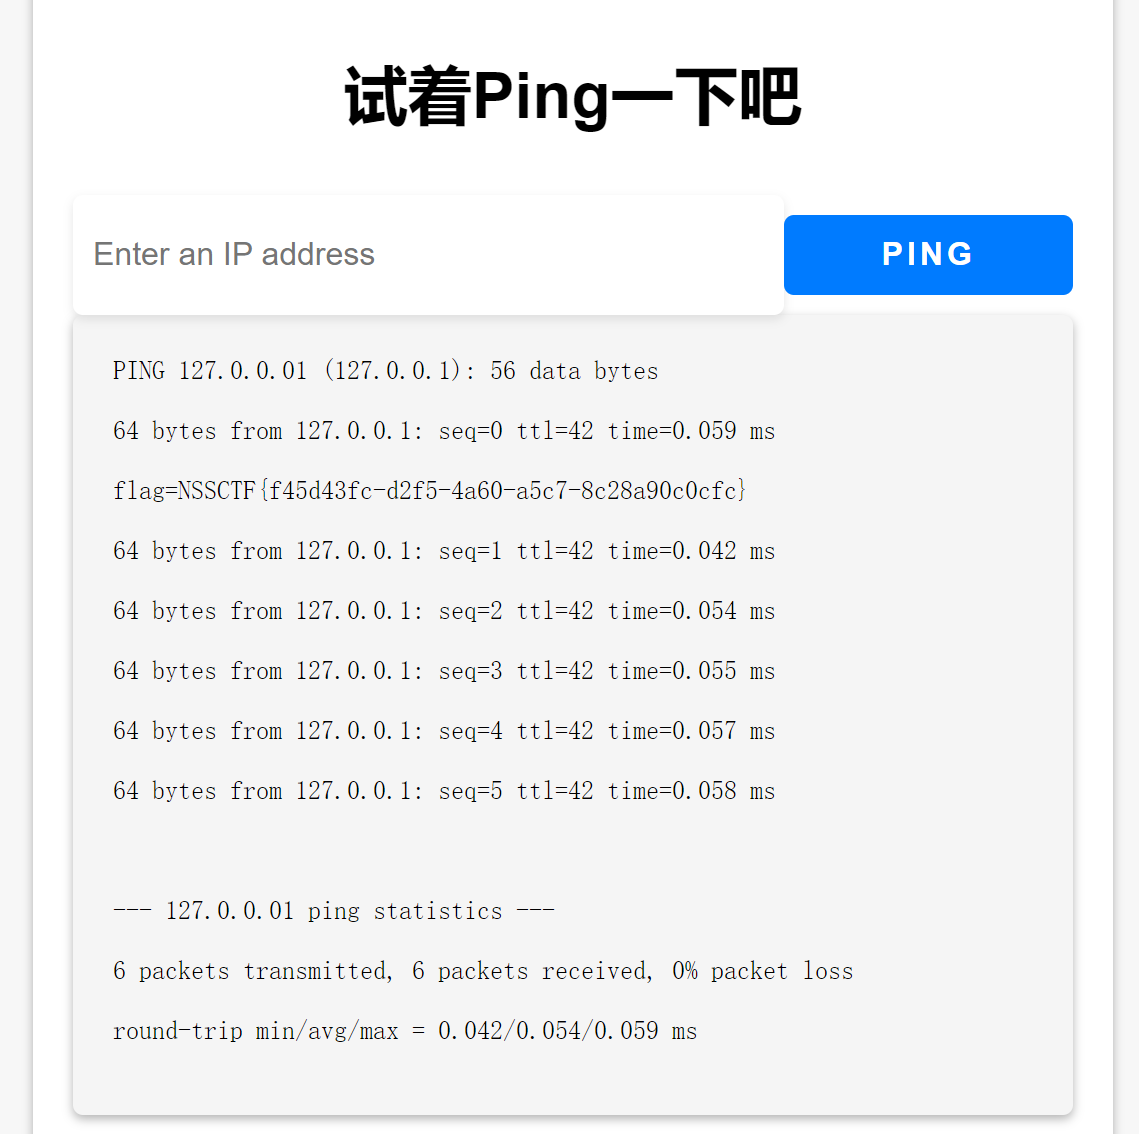 试着Ping一下吧
Enter an IP address
PING
PING 127.0.0.01 (127.0.0.1): 56 data bytes
64 bytes from 127.0.0.1: seq=0 ttl=42 time=0.059 ms
flag=NSSCTF{f45d43fc-d2f5-4a60-a5c7-8c28a90c0cfc}
64 bytes from 127.0.0.1: seq=1 ttl=42 time=0.042 ms
64 bytes from 127.0.0.1: seq=2 ttl=42 time=0.054 ms
64 bytes from 127.0.0.1: seq=3 ttl=42 time=0.055 ms
64 bytes from 127.0.0.1: seq=4 ttl=42 time=0.057 ms
64 bytes from 127.0.0.1: seq=5 ttl=42 time=0.058 ms
--- 127.0.0.01 ping statistics ---
6 packets transmitted, 6 packets received, 0% packet loss
round-trip min/avg/max = 0.042/0.054/0.059 ms